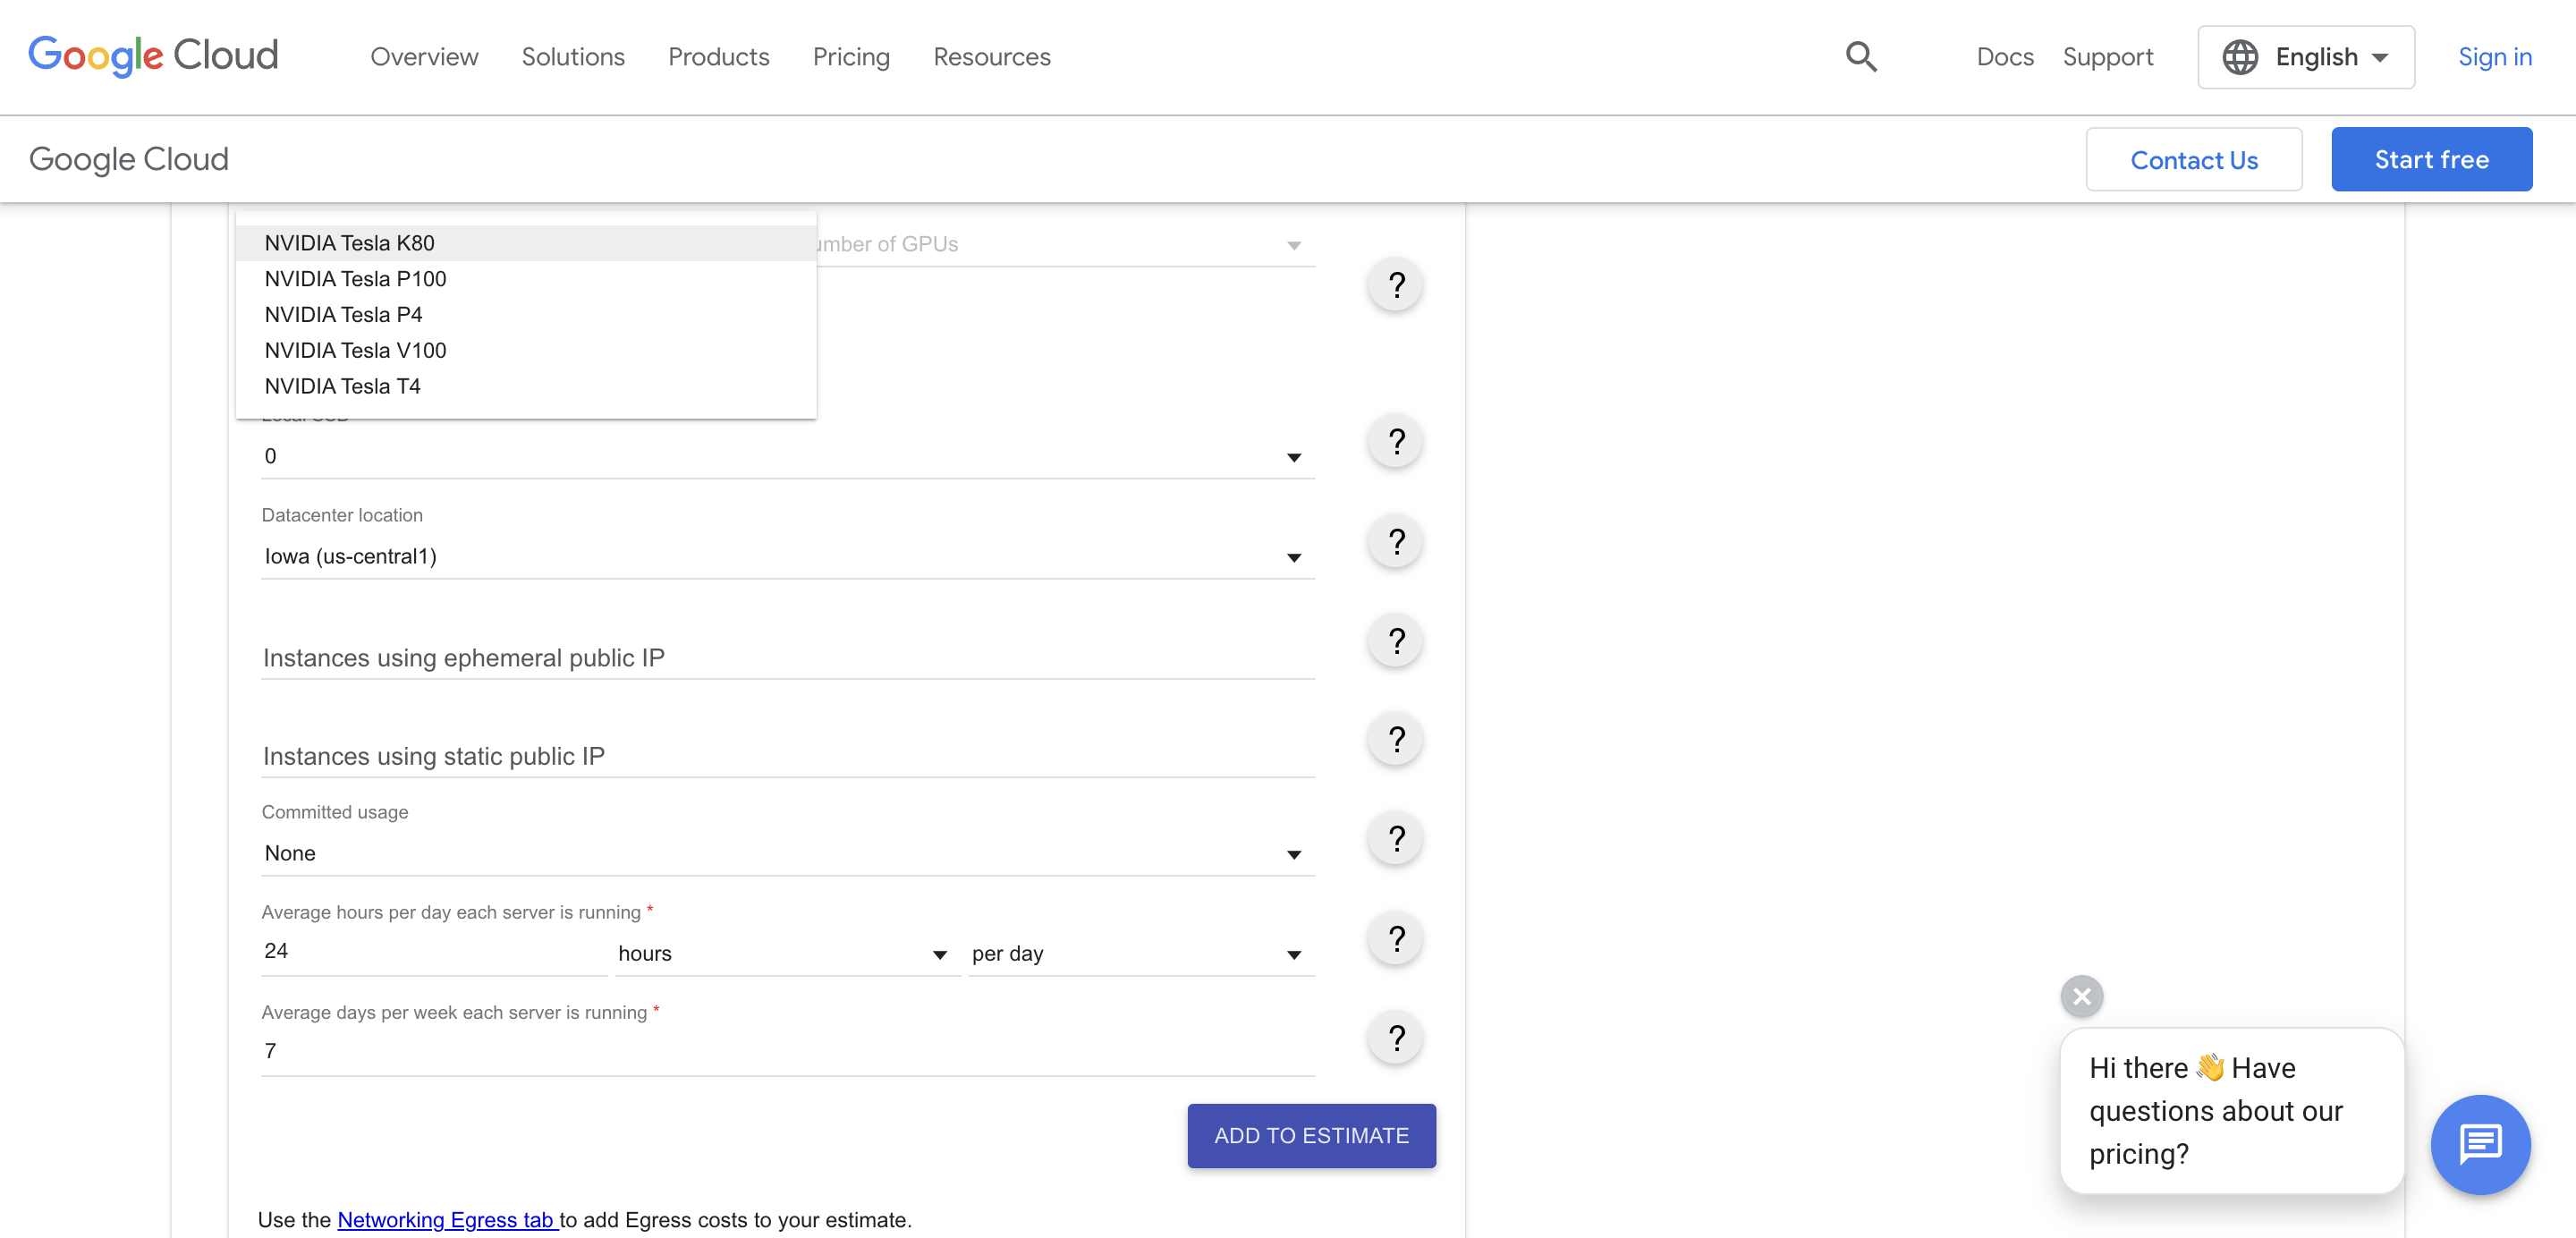 Google Cloud
Overview
Solutions
Products
Pricing
Resources
Docs
Support
English
Sign in
Google Cloud
Contact Us
Start free
NVIDIA Tesla K80
NVIDIA Tesla P100
NVIDIA Tesla P4
NVIDIA Tesla V100
NVIDIA Tesla T4
of GPUs
?
0
?
Datacenter location
Iowa (us-central1)
?
Instances using ephemeral public IP
?
Instances using static public IP
?
Committed usage
None
?
Average hours per day each server is running *
24
hours
per day
?
Average days per week each server is running *
7
?
ADD TO ESTIMATE
Use the Networking Egress tab to add Egress costs to your estimate.
Hi there 👋 Have
questions about our
pricing?